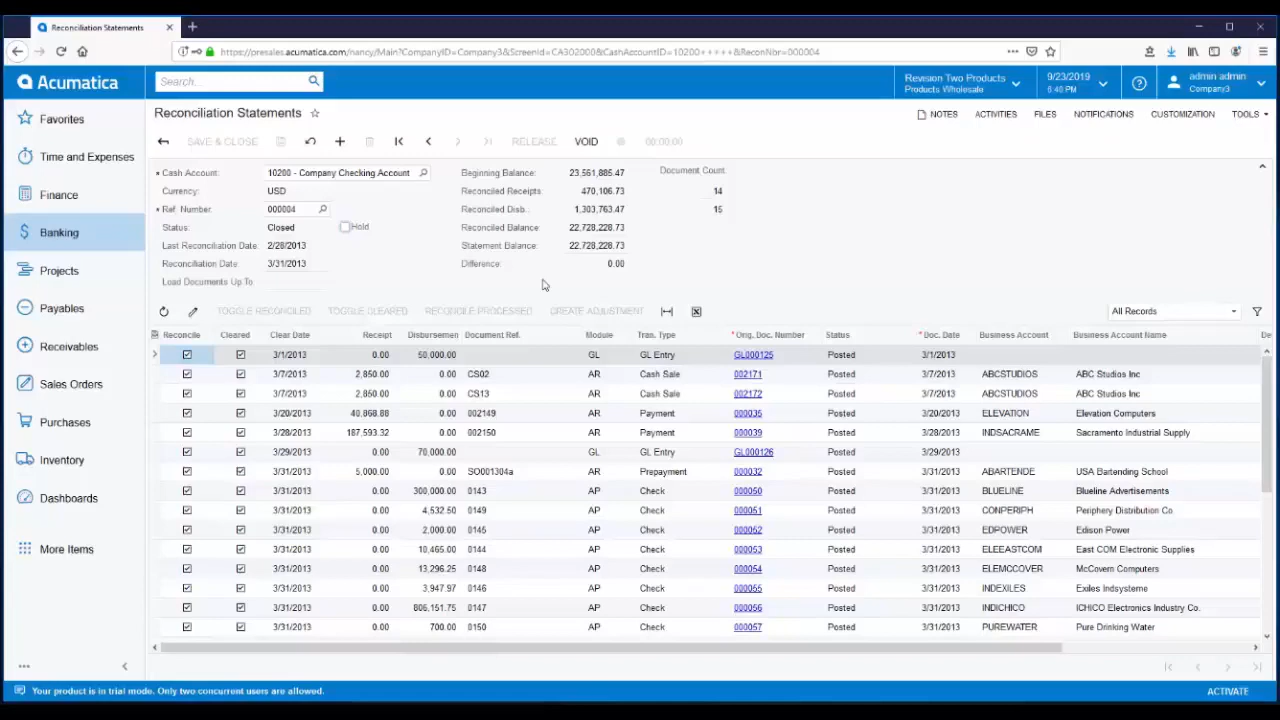 Reconciliation Statements
https://presales.acumatica.com/nancy/Main?CompanyID=Company3&ScreenId=CA302000&CashAccountID=10200+++++&ReconNbr=000004
Acumatica
Search...
Revision Two Products
Products Wholesale
9/23/2019
6:40 PM
admin admin
Company3
Favorites
Time and Expenses
Finance
Banking
Projects
Payables
Receivables
Sales Orders
Purchases
Inventory
Dashboards
More Items
Reconciliation Statements
NOTES ACTIVITIES FILES NOTIFICATIONS CUSTOMIZATION TOOLS
SAVE & CLOSE RELEASE VOID 00:00:00
* Cash Account: 10200 - Company Checking Account Beginning Balance: 23,561,885.47 Document Count
Currency: USD Reconciled Receipts 470,106.73 14
* Ref. Number: 000004 Reconciled Disb.: 1,303,763.47 15
Status: Closed Hold Reconciled Balance: 22,728,228.73
Last Reconciliation Date: 2/28/2013 Statement Balance: 22,728,228.73
Reconciliation Date: 3/31/2013 Difference: 0.00
Load Documents Up To
TOGGLE RECONCILED TOGGLE CLEARED RECONCILE PROCESSED CREATE ADJUSTMENT All Records
Reconcile Cleared Clear Date Receipt Disbursemen Document Ref. Module Tran. Type * Orig. Doc. Number Status * Doc. Date Business Account Business Account Name De
3/1/2013 0.00 50,000.00 GL GL Entry GL000125 Posted 3/1/2013
3/7/2013 2,850.00 0.00 CS02 AR Cash Sale 002171 Posted 3/7/2013 ABCSTUDIOS ABC Studios Inc
3/7/2013 2,850.00 0.00 CS13 AR Cash Sale 002172 Posted 3/7/2013 ABCSTUDIOS ABC Studios Inc
3/20/2013 40,868.88 0.00 002149 AR Payment 000035 Posted 3/20/2013 ELEVATION Elevation Computers
3/28/2013 187,593.32 0.00 002150 AR Payment 000039 Posted 3/28/2013 INDSACRAME Sacramento Industrial Supply
3/29/2013 0.00 70,000.00 GL GL Entry GL000126 Posted 3/29/2013
3/31/2013 5,000.00 0.00 SO001304a AR Prepayment 000032 Posted 3/31/2013 ABARTENDE USA Bartending School
3/31/2013 0.00 300,000.00 0143 AP Check 000050 Posted 3/31/2013 BLUELINE Blueline Advertisements
3/31/2013 0.00 4,532.50 0149 AP Check 000051 Posted 3/31/2013 CONPERIPH Periphery Distribution Co
3/31/2013 0.00 2,000.00 0145 AP Check 000052 Posted 3/31/2013 EDPOWER Edison Power
3/31/2013 0.00 10,465.00 0144 AP Check 000053 Posted 3/31/2013 ELEEASTCOM East COM Electronic Supplies
3/31/2013 0.00 13,296.25 0148 AP Check 000054 Posted 3/31/2013 ELEMCCOVER McCovern Computers
3/31/2013 0.00 3,947.97 0146 AP Check 000055 Posted 3/31/2013 INDEXILES Exiles Indsysteme
3/31/2013 0.00 806,151.75 0147 AP Check 000056 Posted 3/31/2013 INDICHICO ICHICO Electronics Industry Co.
3/31/2013 0.00 700.00 0150 AP Check 000057 Posted 3/31/2013 PUREWATER Pure Drinking Water
Your product is in trial mode. Only two concurrent users are allowed. ACTIVATE